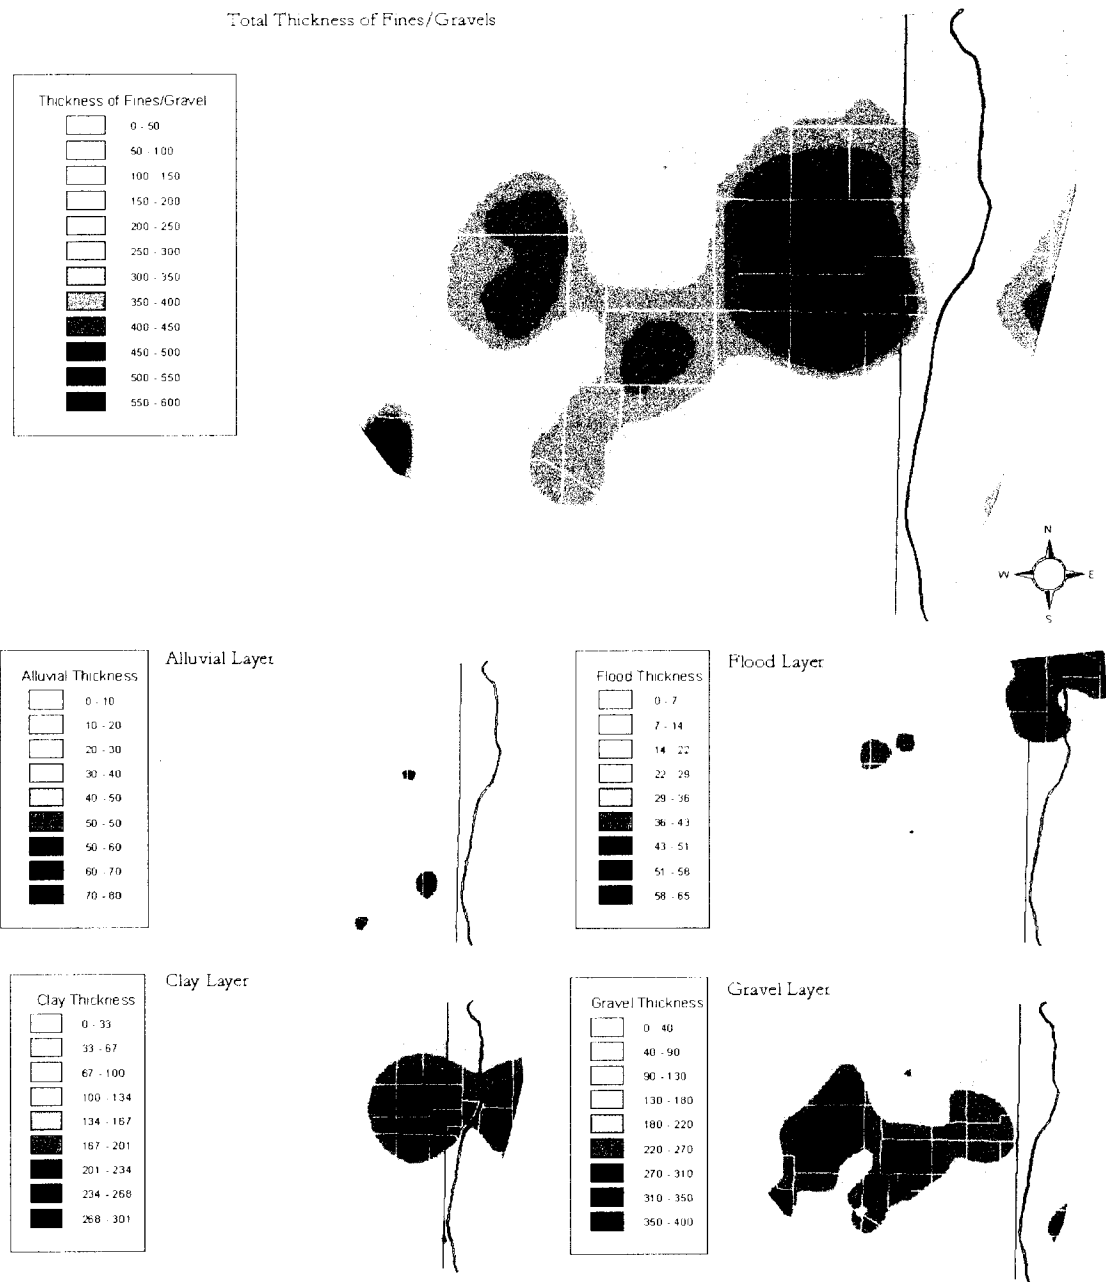 Total Thickness of Fines/Gravels
Thickness of Fines/Gravel
0 - 50
50 - 100
100 150
150 - 200
200 - 250
250 - 300
300 - 350
350 - 400
400 - 450
450 - 500
500 - 550
550 - 600
N
W E
S
Alluvial Layer
Alluvial Thickness
0 - 10
10 - 20
20 - 30
30 - 40
40 - 50
50 - 50
50 - 60
60 - 70
70 - 80
Flood Layer
Flood Thickness
0 - 7
7 - 14
14 22
22 - 29
29 - 36
36 - 43
43 - 51
51 - 58
58 - 65
Clay Layer
Clay Thickness
0 - 33
33 - 67
67 - 100
100 - 134
134 - 167
167 - 201
201 - 234
234 - 268
268 - 301
Gravel Layer
Gravel Thickness
0 40
40 - 90
90 - 130
130 - 180
180 - 220
220 - 270
270 - 310
310 - 350
350 - 400